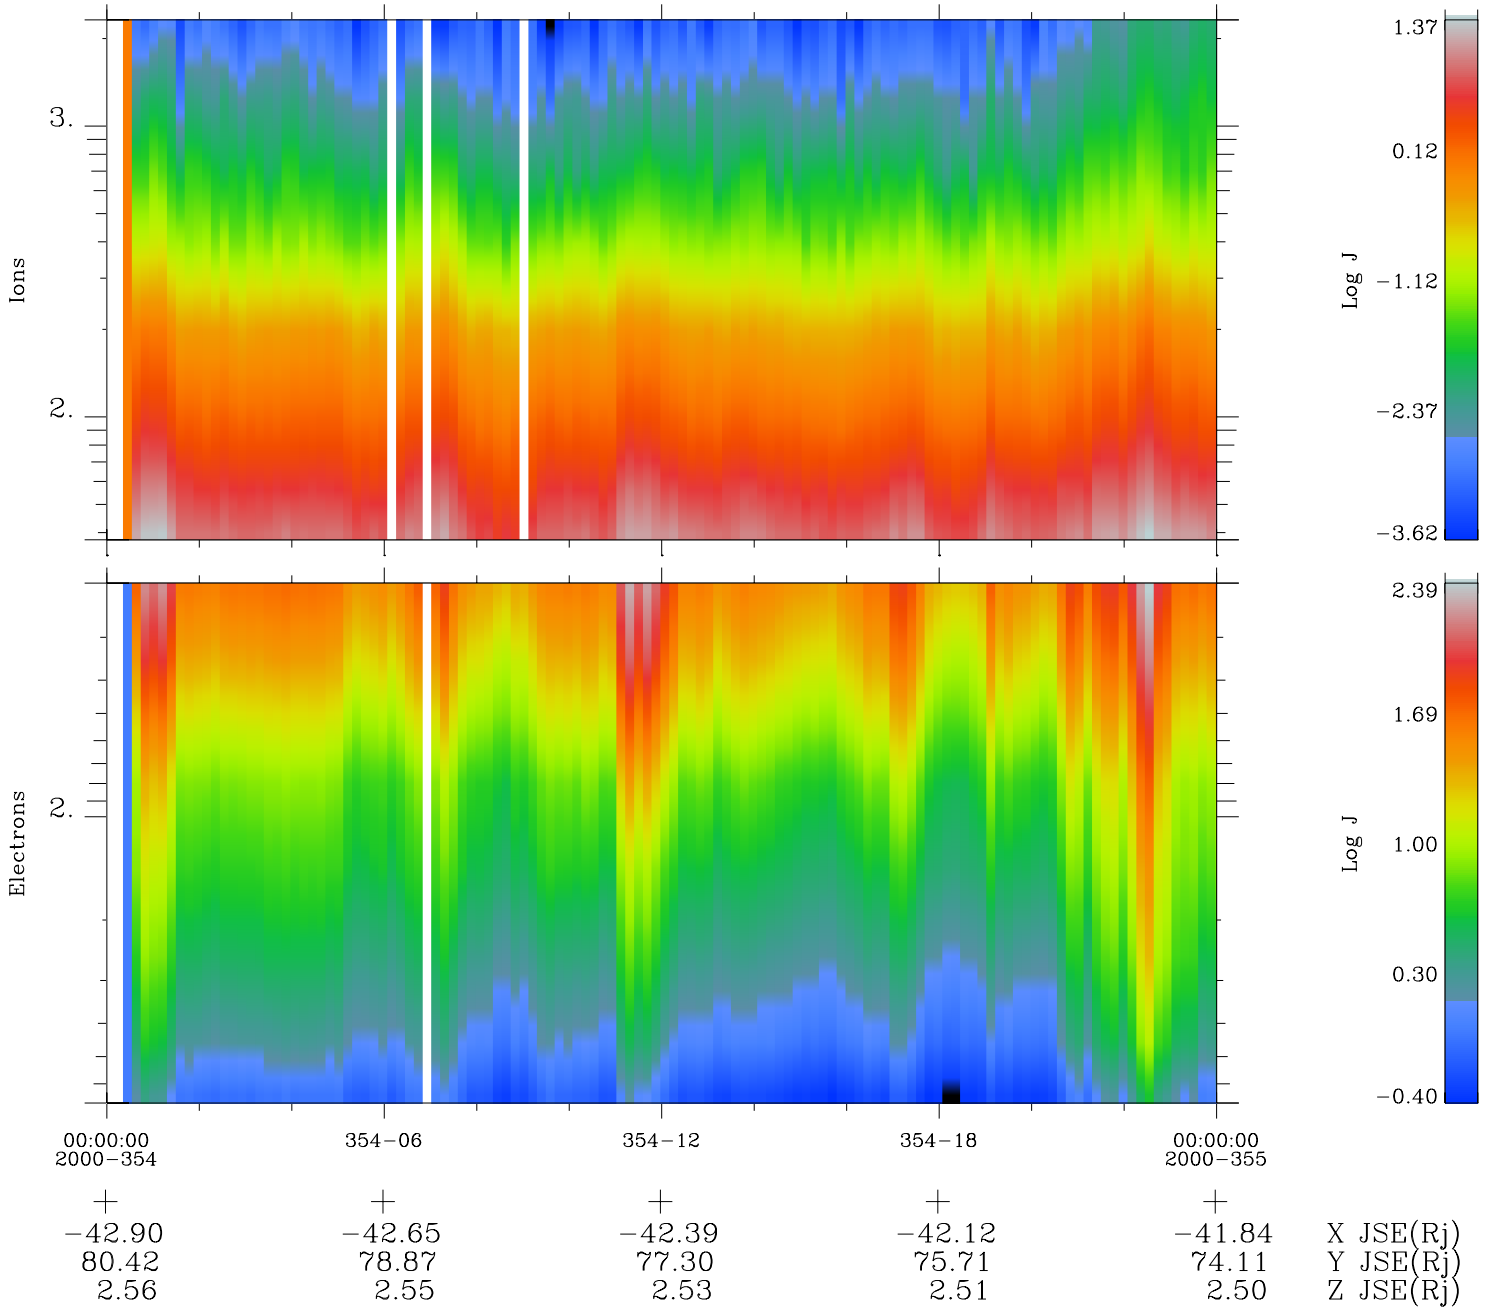 3.
2.
Ions
1.37
0.12
−1.12
−2.37
−3.62
Log J
2.
Electrons
2.39
1.69
1.00
0.30
−0.40
Log J
00:00:00 354−06 354−12 354−18 00:00:00
2000−354 2000−355
−42.90 −42.65 −42.39 −42.12 −41.84 X JSE(Rj)
80.42 78.87 77.30 75.71 74.11 Y JSE(Rj)
2.56 2.55 2.53 2.51 2.50 Z JSE(Rj)